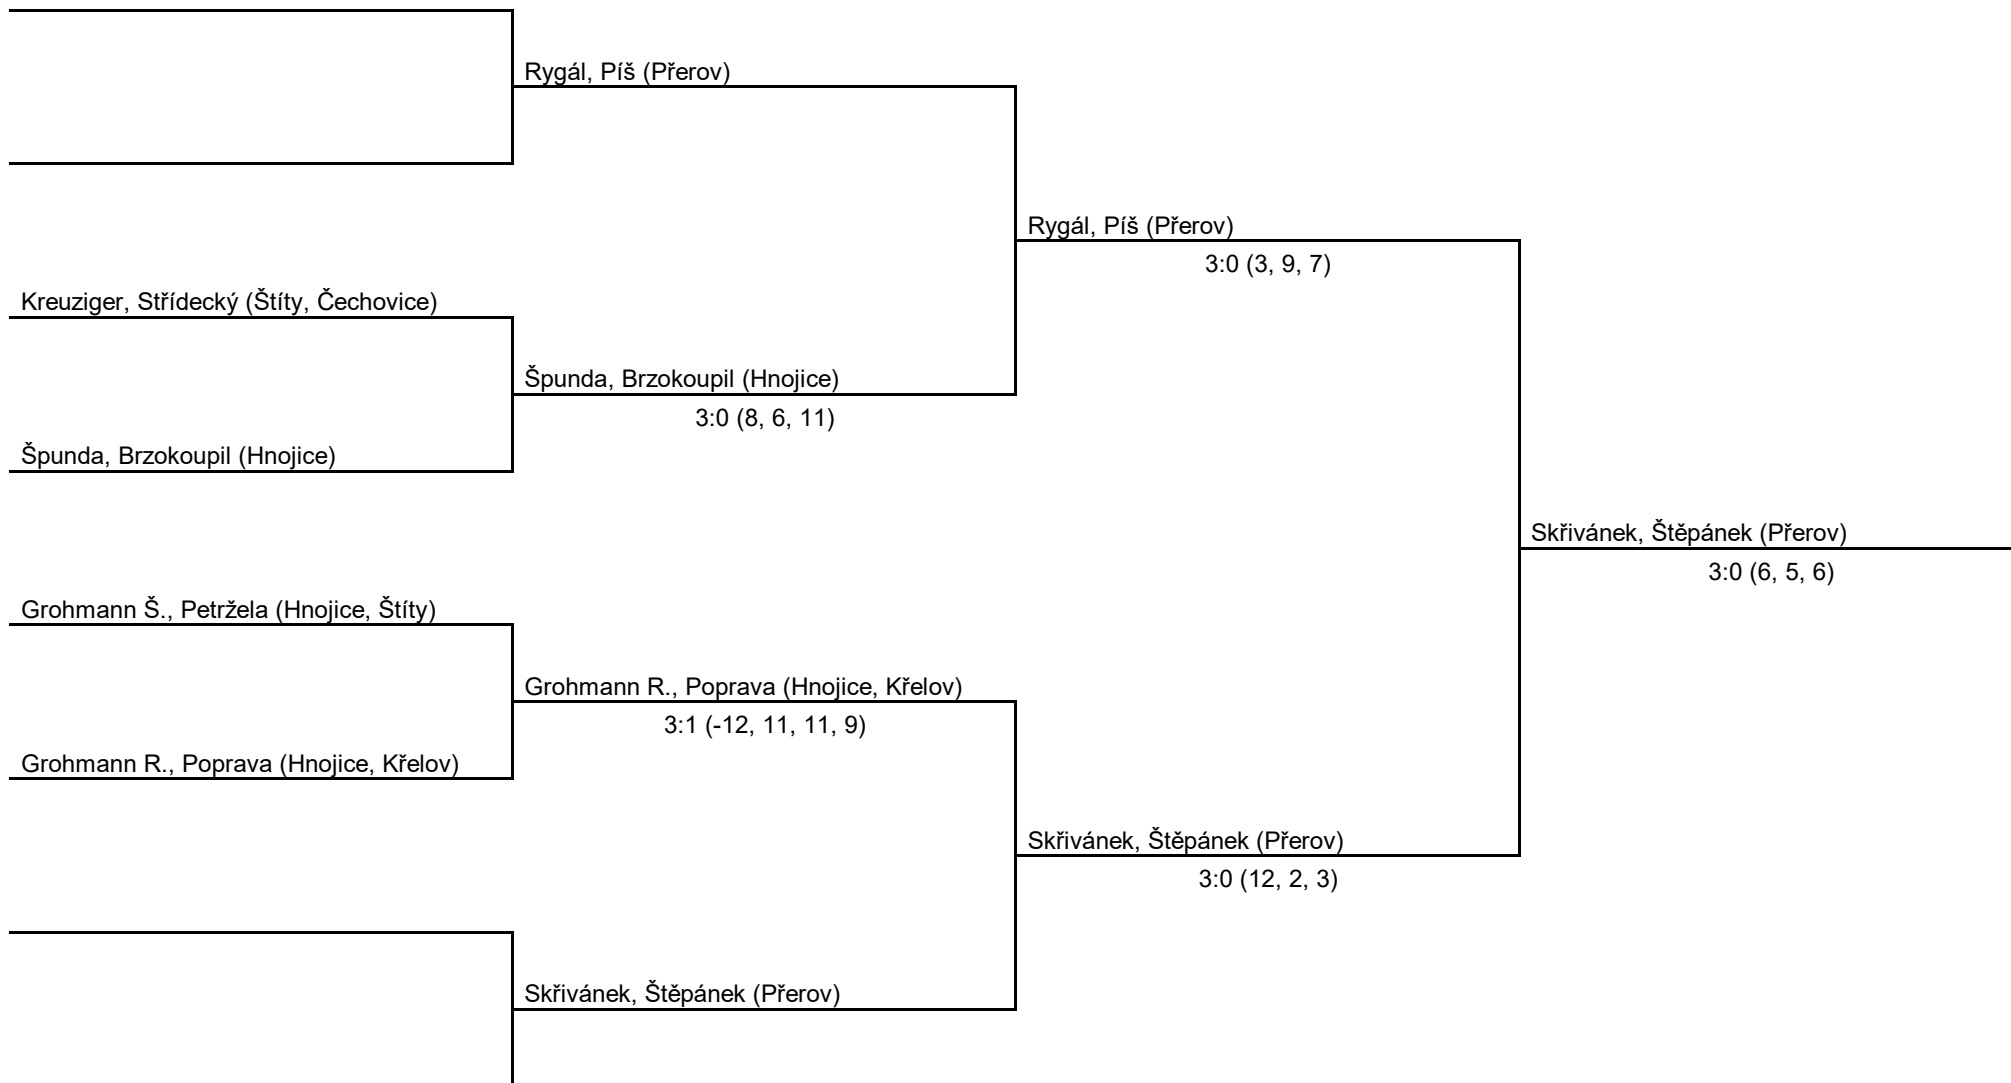 Rygál, Píš (Přerov)
Rygál, Píš (Přerov)
3:0 (3, 9, 7)
Kreuziger, Střídecký (Štíty, Čechovice)
Špunda, Brzokoupil (Hnojice)
3:0 (8, 6, 11)
Špunda, Brzokoupil (Hnojice)
Skřivánek, Štěpánek (Přerov)
3:0 (6, 5, 6)
Grohmann Š., Petržela (Hnojice, Štíty)
Grohmann R., Poprava (Hnojice, Křelov)
3:1 (-12, 11, 11, 9)
Grohmann R., Poprava (Hnojice, Křelov)
Skřivánek, Štěpánek (Přerov)
3:0 (12, 2, 3)
Skřivánek, Štěpánek (Přerov)